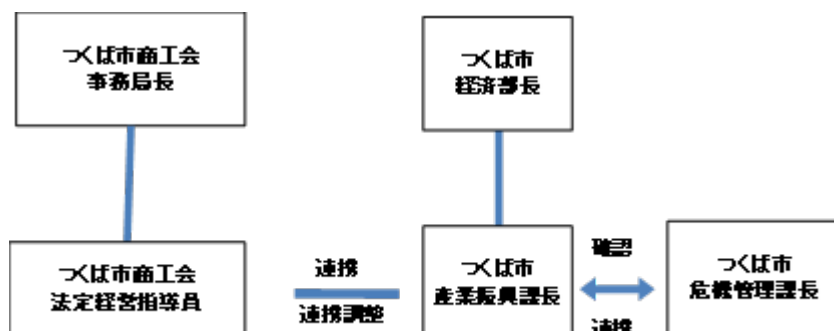 つくば市商工会
事務局長
つくば市
経済部長
つくば市商工会
法定経営指導員
連携
連携調整
つくば市
産業振興課長
確認
連携
つくば市
危機管理課長